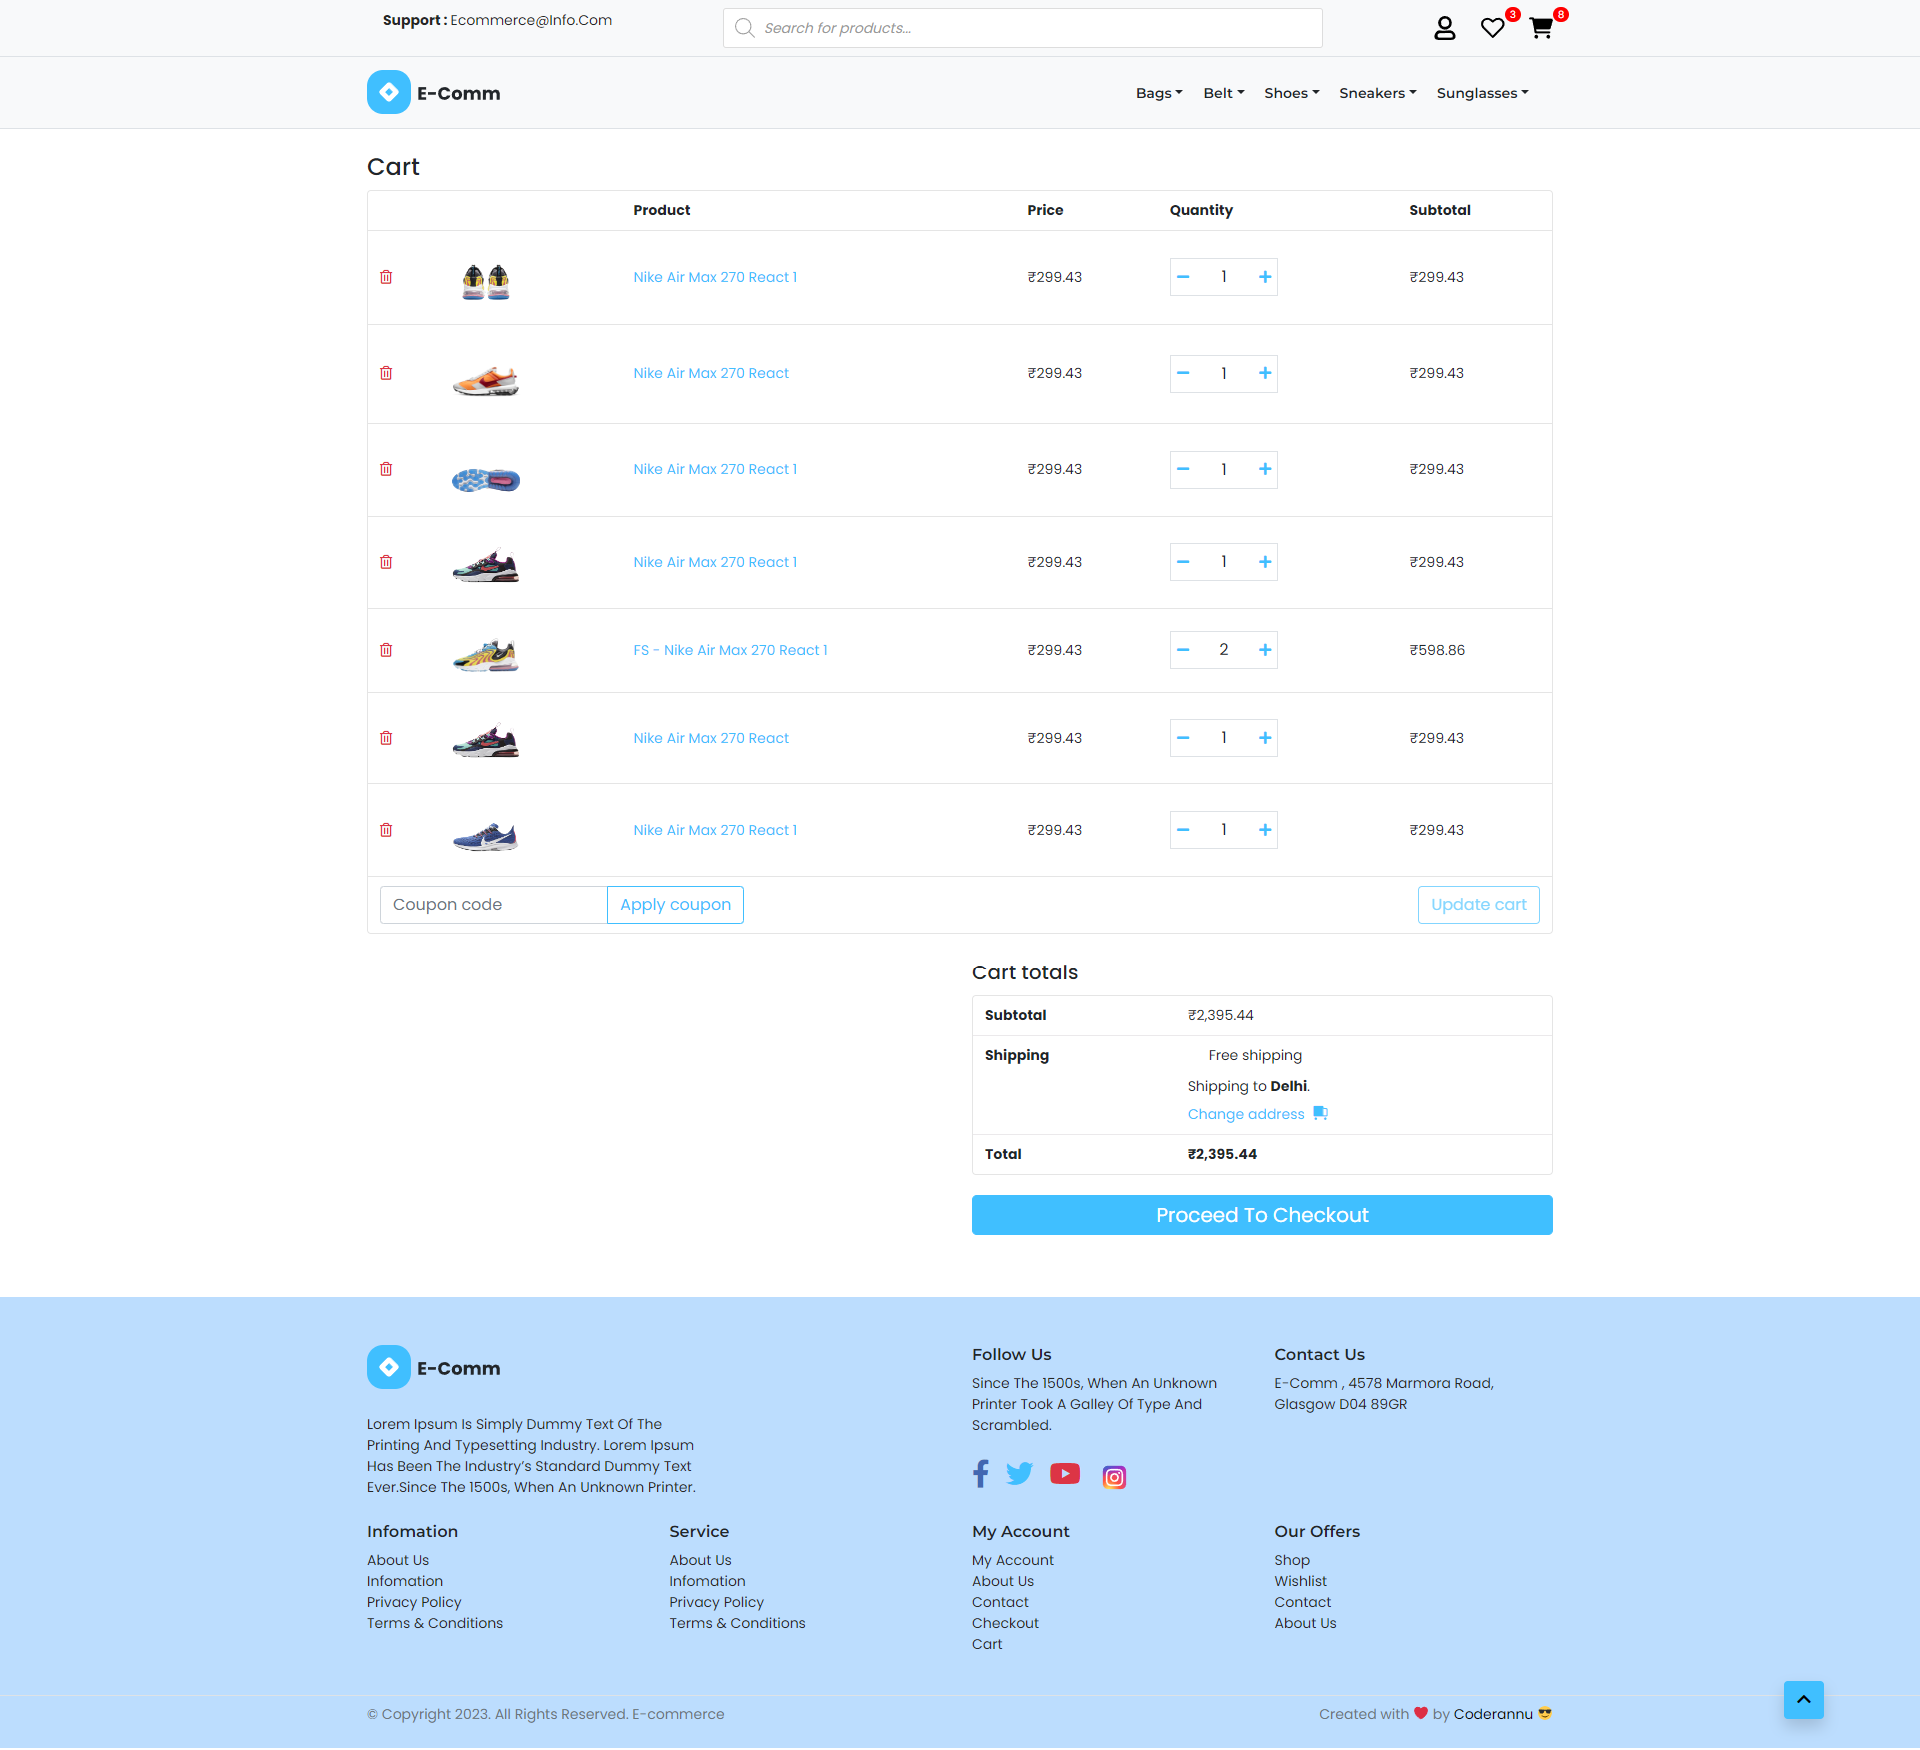 Support : Ecommerce@Info.Com
Search for products...
3
8
E-Comm
Bags Belt Shoes Sneakers Sunglasses
Cart
Product Price Quantity Subtotal
Nike Air Max 270 React 1 ₹299.43 1 ₹299.43
Nike Air Max 270 React ₹299.43 1 ₹299.43
Nike Air Max 270 React 1 ₹299.43 1 ₹299.43
Nike Air Max 270 React 1 ₹299.43 1 ₹299.43
FS - Nike Air Max 270 React 1 ₹299.43 2 ₹598.86
Nike Air Max 270 React ₹299.43 1 ₹299.43
Nike Air Max 270 React 1 ₹299.43 1 ₹299.43
Coupon code Apply coupon Update cart
Cart totals
Subtotal ₹2,395.44
Shipping Free shipping
Shipping to Delhi.
Change address
Total ₹2,395.44
Proceed To Checkout
E-Comm
Lorem Ipsum Is Simply Dummy Text Of The
Printing And Typesetting Industry. Lorem Ipsum
Has Been The Industry’s Standard Dummy Text
Ever.Since The 1500s, When An Unknown Printer.
Follow Us
Since The 1500s, When An Unknown
Printer Took A Galley Of Type And
Scrambled.
Contact Us
E-Comm , 4578 Marmora Road,
Glasgow D04 89GR
Infomation
About Us
Infomation
Privacy Policy
Terms & Conditions
Service
About Us
Infomation
Privacy Policy
Terms & Conditions
My Account
My Account
About Us
Contact
Checkout
Cart
Our Offers
Shop
Wishlist
Contact
About Us
© Copyright 2023. All Rights Reserved. E-commerce
Created with ❤ by Coderannu 😎